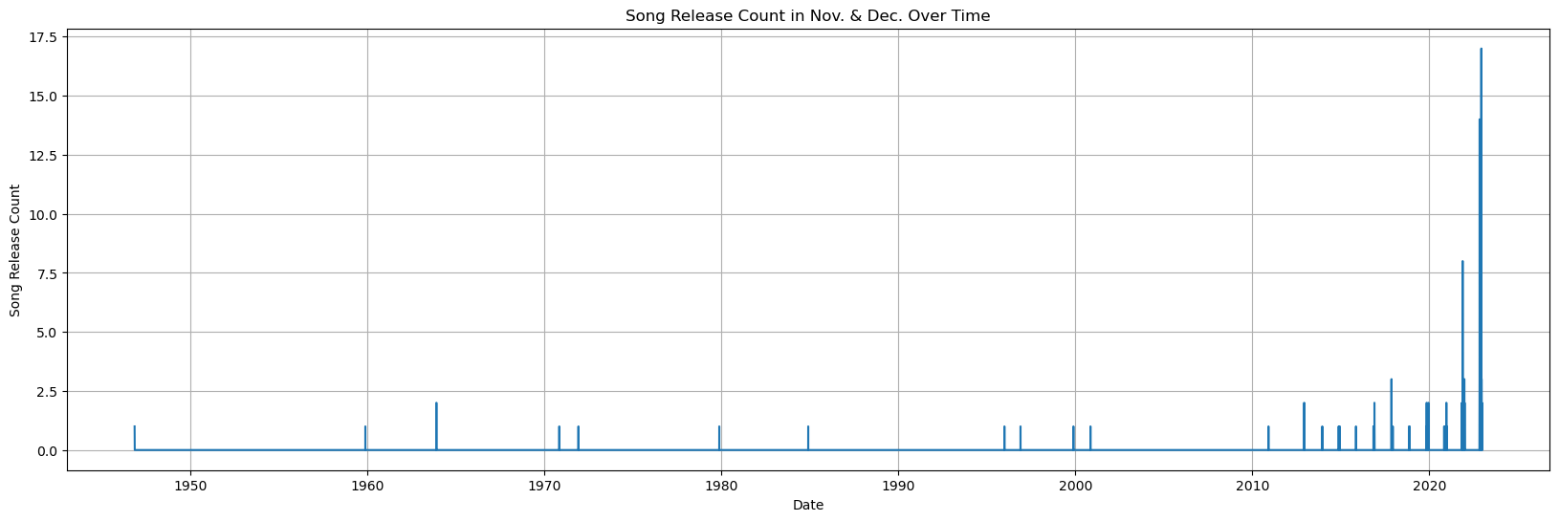 Song Release Count in Nov. & Dec. Over Time
17.5
15.0
12.5
10.0
7.5
5.0
2.5
0.0
Song Release Count
1950 1960 1970 1980 1990 2000 2010 2020
Date